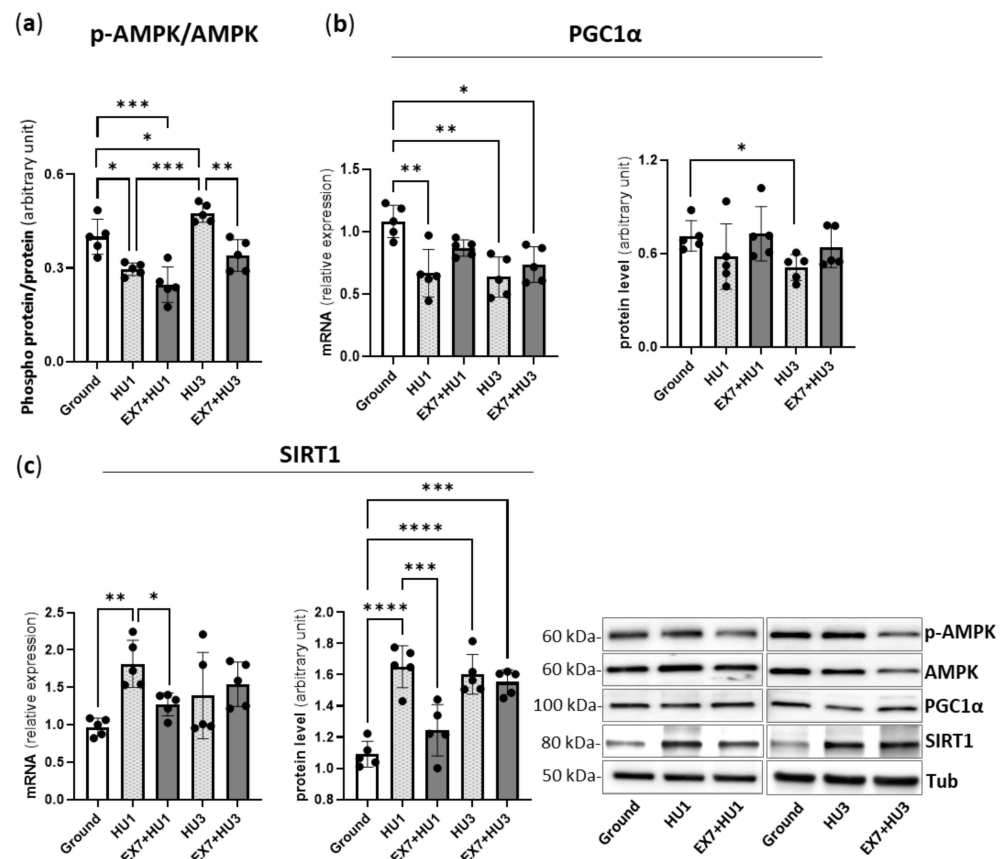 (a)
p-AMPK/AMPK
Phospho protein/protein (arbitrary unit)
***
*
*
***
**
0.6
0.3
0.0
Ground
HU1
EX7+HU1
HU3
EX7+HU3
(b)
PGC1α
mRNA (relative expression)
*
**
**
1.5
1.0
0.5
0.0
Ground
HU1
EX7+HU1
HU3
EX7+HU3
protein level (arbitrary unit)
*
1.2
0.6
0.0
Ground
HU1
EX7+HU1
HU3
EX7+HU3
(c)
SIRT1
mRNA (relative expression)
**
*
2.5
2.0
1.5
1.0
0.5
0.0
Ground
HU1
EX7+HU1
HU3
EX7+HU3
protein level (arbitrary unit)
***
****
***
****
2.0
1.8
1.6
1.4
1.2
1.0
0.8
Ground
HU1
EX7+HU1
HU3
EX7+HU3
60 kDa- p-AMPK
60 kDa- AMPK
100 kDa- PGC1α
80 kDa- SIRT1
50 kDa- Tub
Ground
HU1
EX7+HU1
Ground
HU3
EX7+HU3